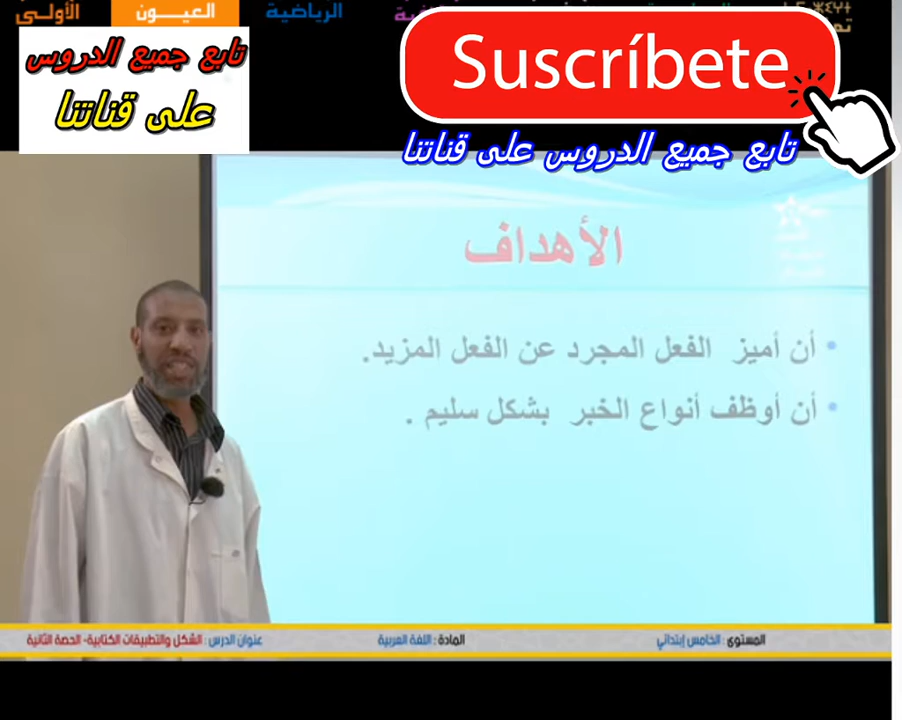 الأولى
العيون
الرياضية
تابع جميع الدروس
على قناتنا
Suscríbete
تابع جميع الدروس على قناتنا
الأهداف
• أن أميز الفعل المجرد عن الفعل المزيد.
• أن أوظف أنواع الخبر بشكل سليم .
المستوى : الخامس إبتدائي
المادة : اللغة العربية
عنوان الدرس : الشكل والتطبيقات الكتابية- الحصة الثانية